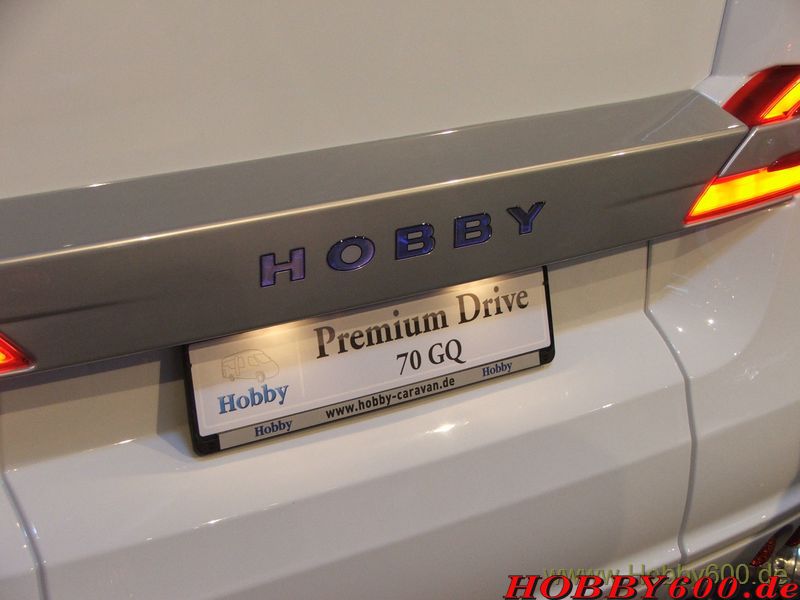 HOBBY
Premium Drive
70 GQ
Hobby
www.hobby-caravan.de
Hobby
Hobby
www.Hobby600.de
HOBBY600.de